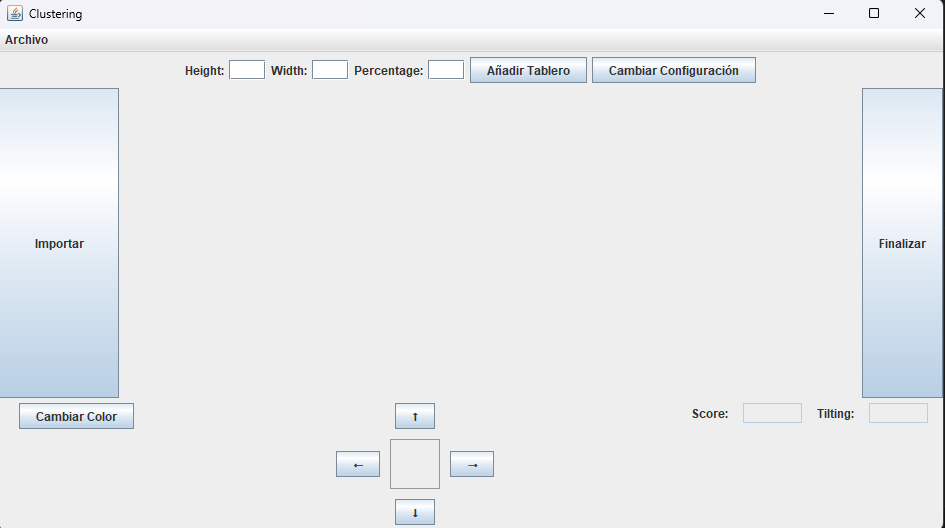 Clustering
Archivo
Height: Width: Percentage: Añadir Tablero Cambiar Configuración
Importar
Finalizar
Cambiar Color ↑ Score: Tilting:
← →
↓